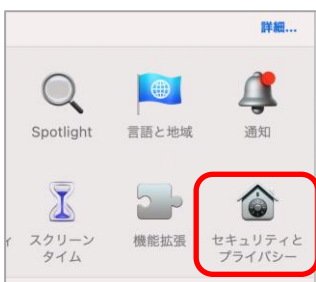 詳細...
Spotlight
言語と地域
通知
スクリーン
タイム
機能拡張
セキュリティと
プライバシー